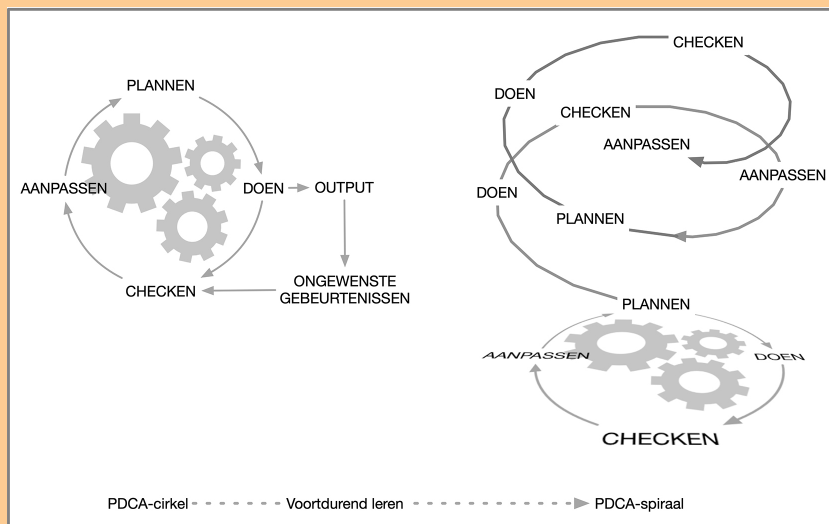 PLANNEN
AANPASSEN
DOEN
OUTPUT
CHECKEN
ONGEWENSTE
GEBEURTENISSEN
CHECKEN
DOEN
CHECKEN
AANPASSEN
AANPASSEN
DOEN
PLANNEN
PLANNEN
AANPASSEN
DOEN
CHECKEN
PDCA-cirkel
Voortdurend leren
PDCA-spiraal